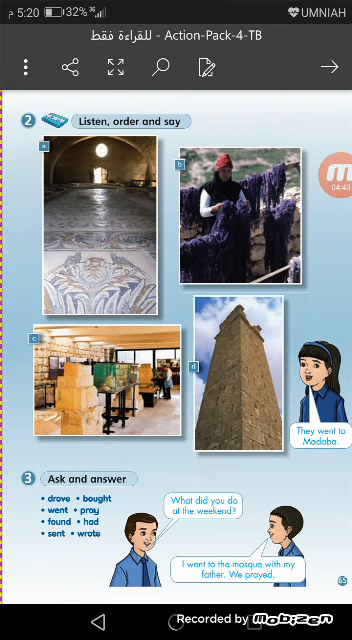 م 5:20 32% 36 UMNIAH
Action-Pack-4-TB - للقراءة فقط
2 Listen, order and say
a
b
04:43
c
d
They went to
Madaba.
3 Ask and answer
• drove • bought
• went • pray
• found • had
• sent • wrote
What did you do
at the weekend?
I went to the mosque with my
father. We prayed.
65
Recorded by mobizen